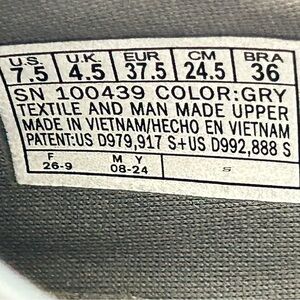 U.S. U.K. EUR CM BRA
7.5 4.5 37.5 24.5 36
SN 100439 COLOR:GRY
TEXTILE AND MAN MADE UPPER
MADE IN VIETNAM/HECHO EN VIETNAM
PATENT:US D979,917 S+US D992,888 S
F M Y
26-9 08-24 S